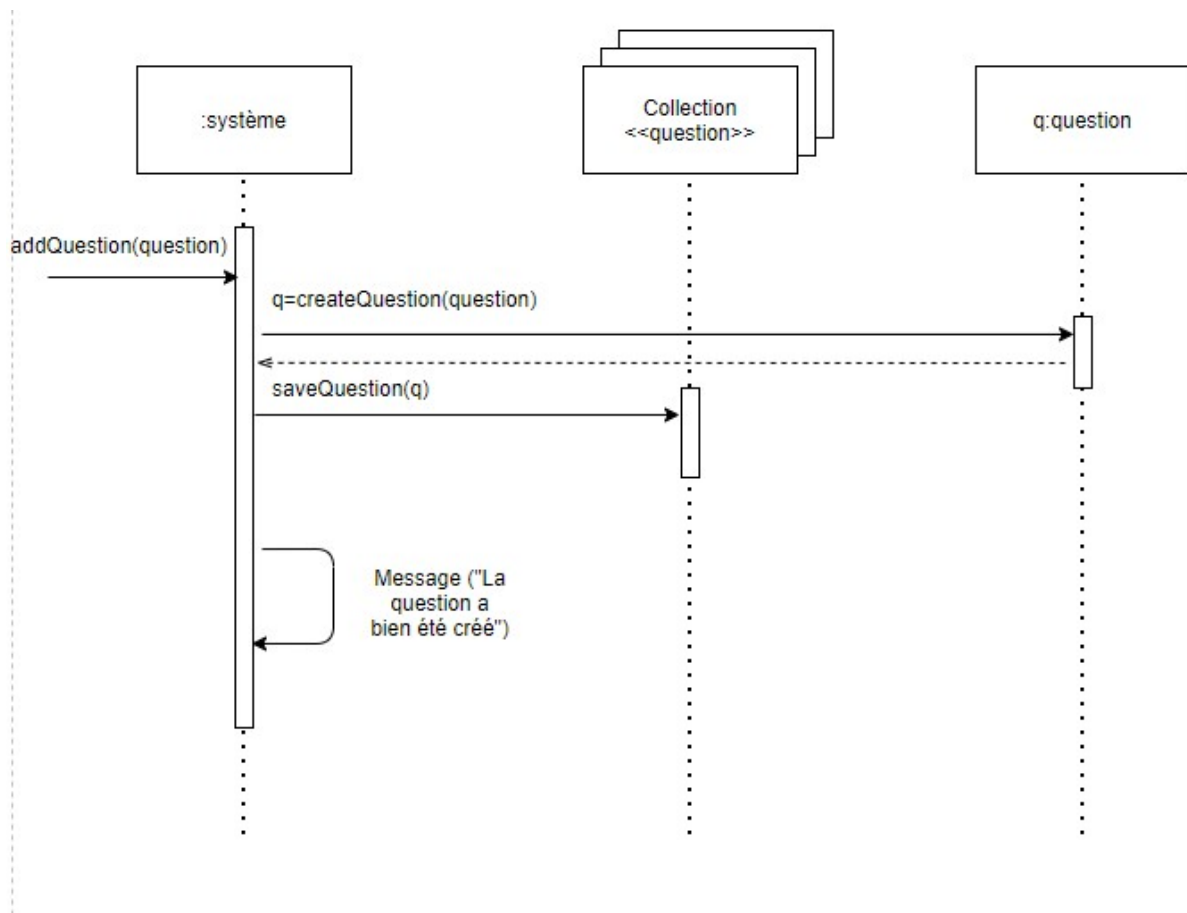 :système
Collection
<<question>>
q:question
addQuestion(question)
q=createQuestion(question)
saveQuestion(q)
Message ("La
question a
bien été créé")